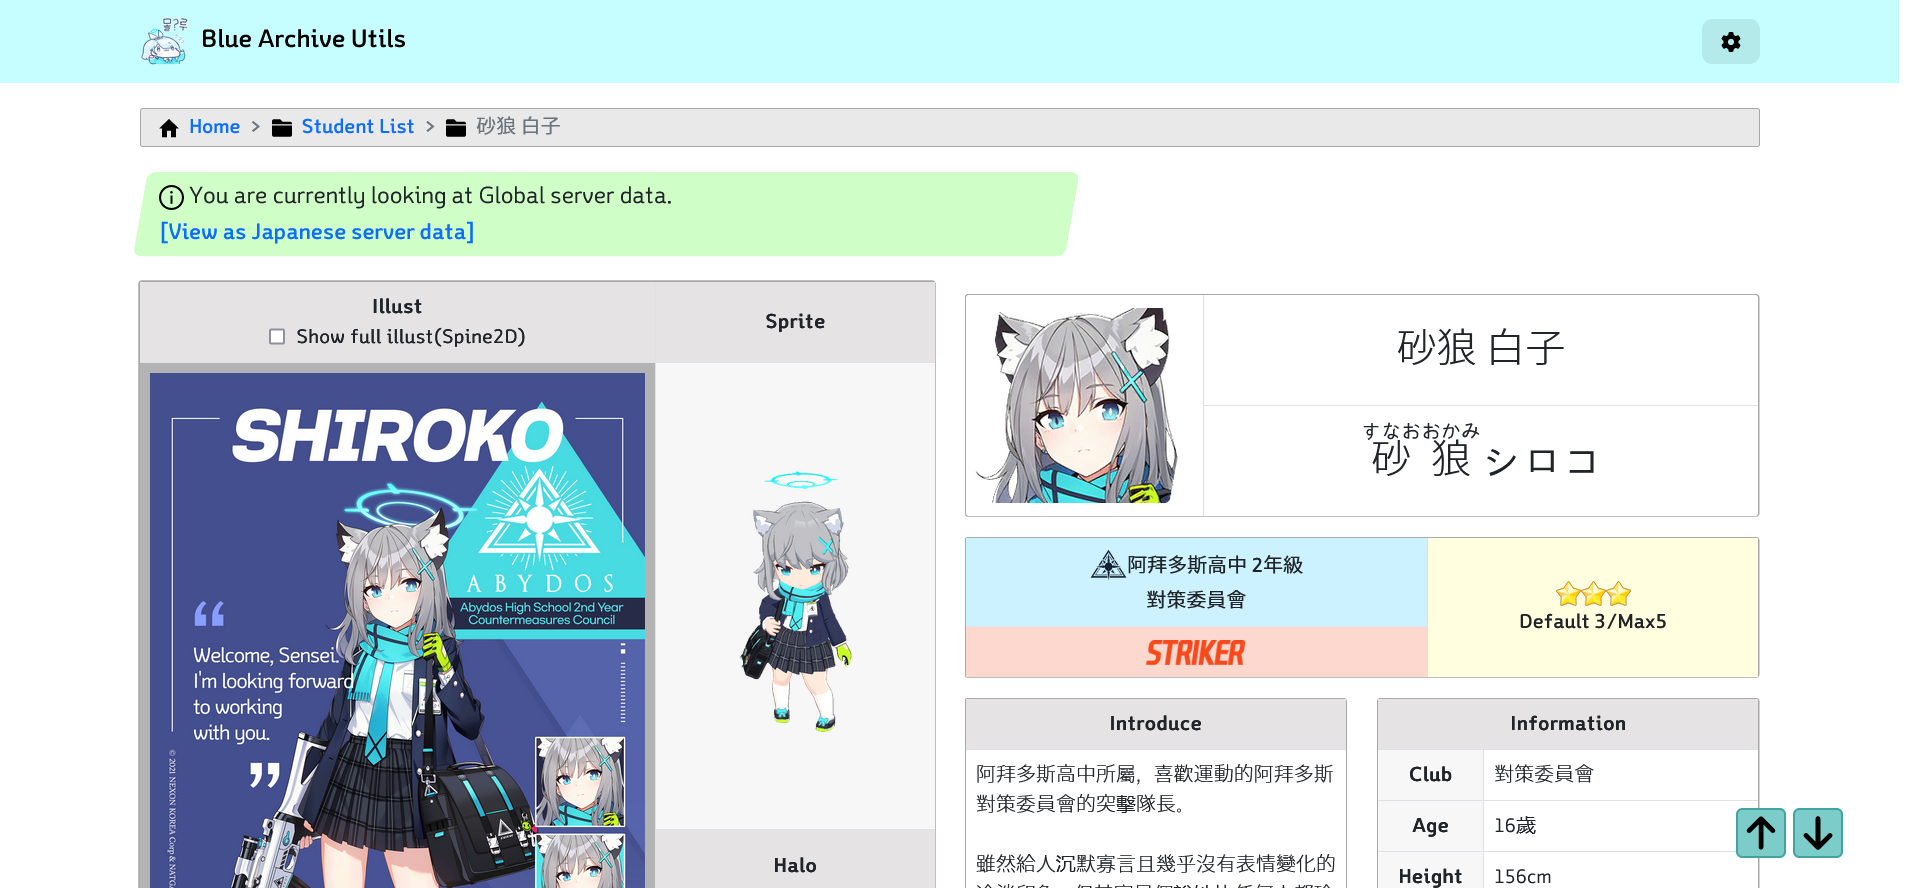 Blue Archive Utils
Home > Student List > 砂狼 白子
You are currently looking at Global server data.
[View as Japanese server data]
Illust
Show full illust(Spine2D)
Sprite
SHIROKO
ABYDOS
Abydos High School 2nd Year
Countermeasures Council
“
Welcome, Sensei.
I'm looking forward
to working
with you.
”
Halo
砂狼 白子
すなおおかみ
砂狼シロコ
阿拜多斯高中 2年級
對策委員會
STRIKER
Default 3/Max5
Introduce
阿拜多斯高中所屬，喜歡運動的阿拜多斯
對策委員會的突擊隊長。
雖然給人沉默寡言且幾乎沒有表情變化的
Information
Club 對策委員會
Age 16歲
Height 156cm